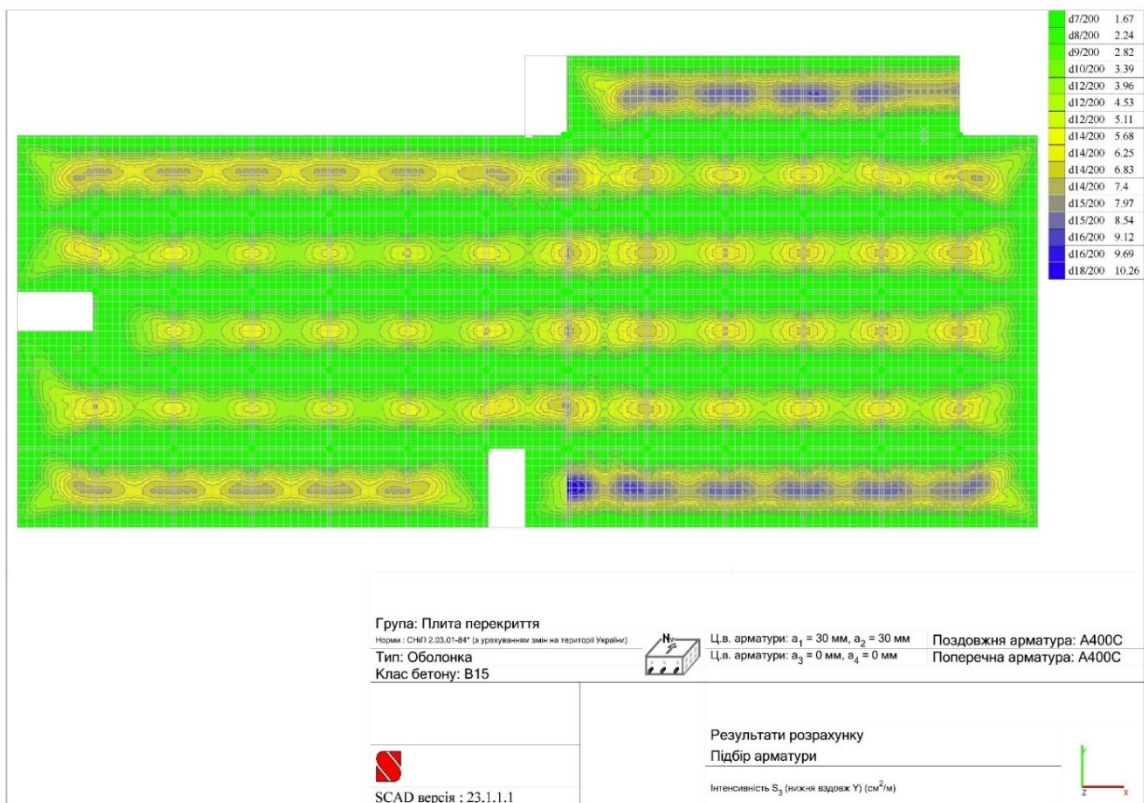 d7/200 1.67
d8/200 2.24
d9/200 2.82
d10/200 3.39
d12/200 3.96
d12/200 4.53
d12/200 5.11
d14/200 5.68
d14/200 6.25
d14/200 6.83
d14/200 7.4
d15/200 7.97
d15/200 8.54
d16/200 9.12
d16/200 9.69
d18/200 10.26
Група: Плита перекриття
Норми : СНіП 2.03.01-84* (з урахуванням змін на території України)
Тип: Оболонка
Клас бетону: B15
N
Ц.в. арматури: a1 = 30 мм, a2 = 30 мм
Ц.в. арматури: a3 = 0 мм, a4 = 0 мм
Поздовжня арматура: A400C
Поперечна арматура: A400C
SCAD версія : 23.1.1.1
Результати розрахунку
Підбір арматури
Інтенсивність S3 (нижня вздовж Y) (см²/м)
Y
Z X